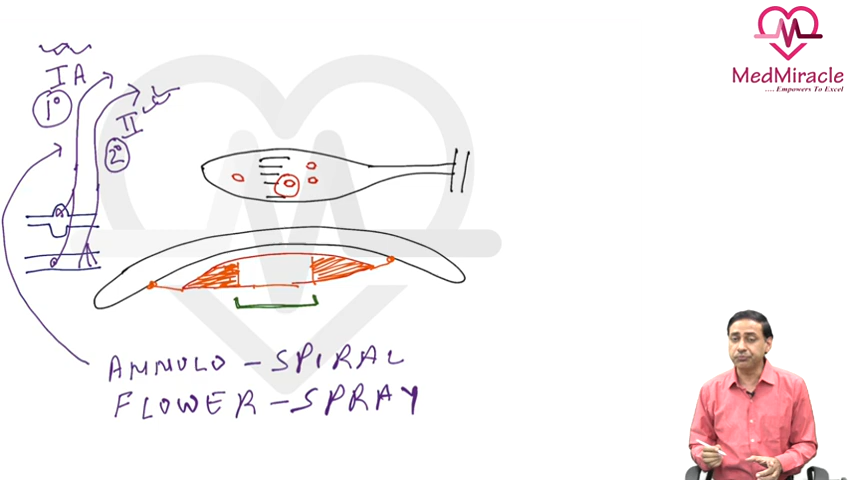 MedMiracle
.... Empowers To Excel
IA
1°
II
2°
ANNULO - SPIRAL
FLOWER - SPRAY